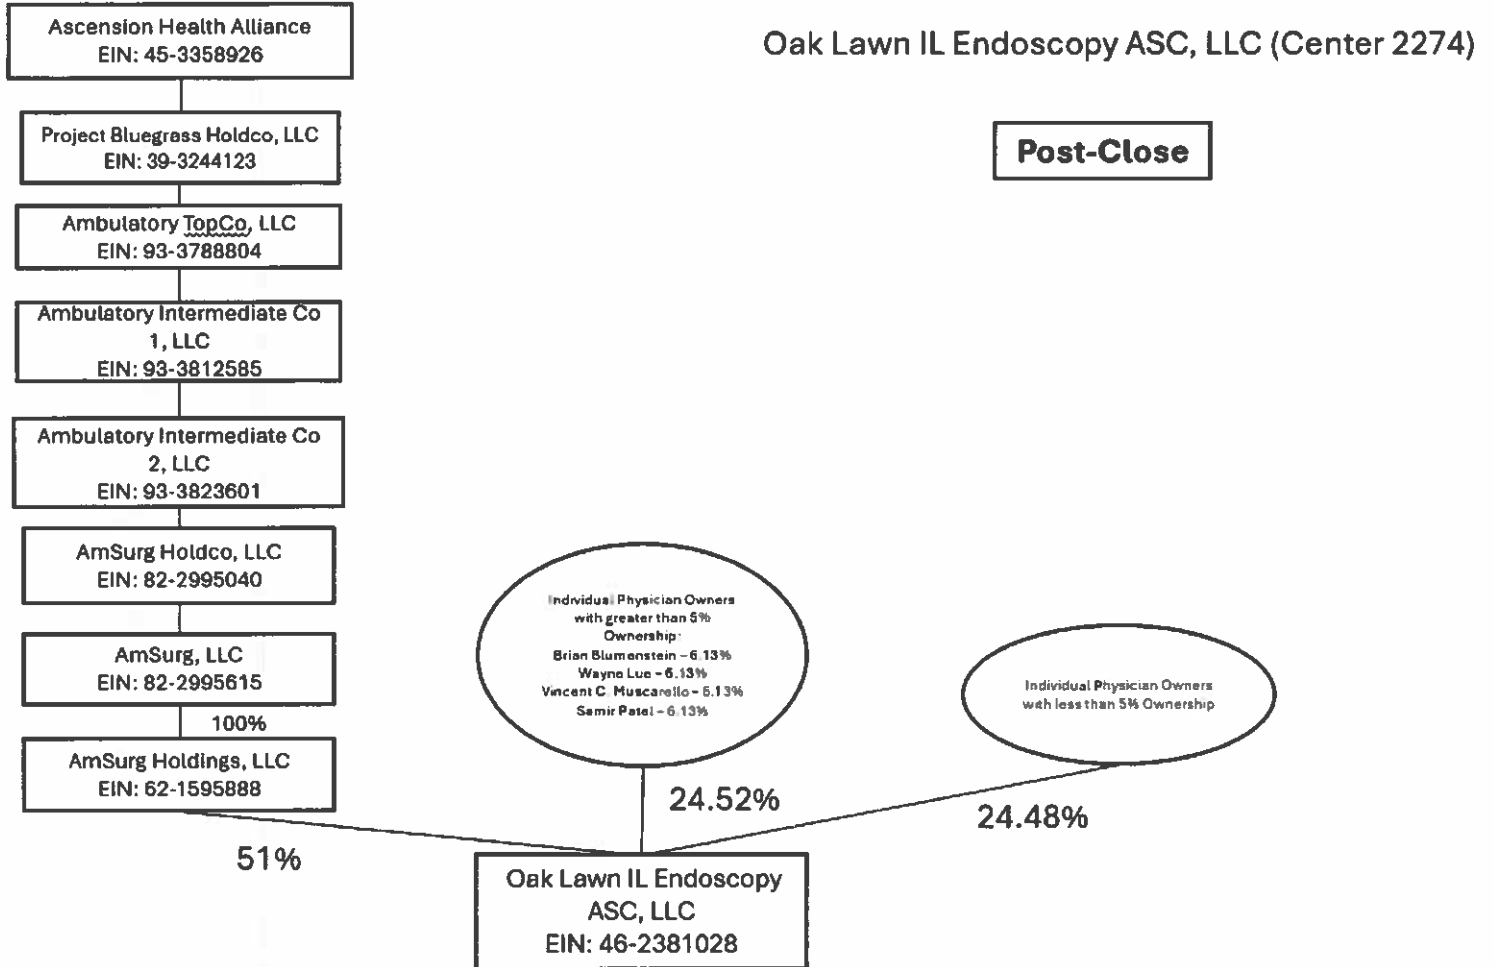 Oak Lawn IL Endoscopy ASC, LLC (Center 2274)
Post-Close
Ascension Health Alliance
EIN: 45-3358926
Project Bluegrass Holdco, LLC
EIN: 39-3244123
Ambulatory TopCo, LLC
EIN: 93-3788804
Ambulatory Intermediate Co
1, LLC
EIN: 93-3812585
Ambulatory Intermediate Co
2, LLC
EIN: 93-3823601
AmSurg Holdco, LLC
EIN: 82-2995040
AmSurg, LLC
EIN: 82-2995615
100%
AmSurg Holdings, LLC
EIN: 62-1595888
51%
Individual Physician Owners
with greater than 5%
Ownership:
Brian Blumenstein – 6.13%
Wayne Lue – 6.13%
Vincent C. Muscarello – 6.13%
Samir Patel – 6.13%
24.52%
Individual Physician Owners
with less than 5% Ownership
24.48%
Oak Lawn IL Endoscopy
ASC, LLC
EIN: 46-2381028